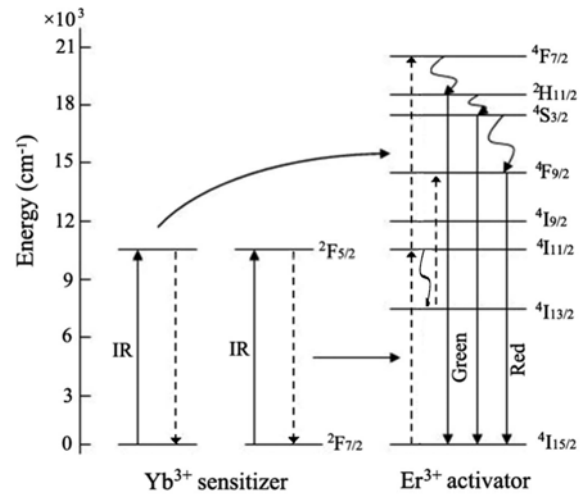 ×10³
21
18
15
12
9
6
3
0
Energy (cm⁻¹)
IR
IR
²F5/2
²F7/2
Yb³⁺ sensitizer
⁴F7/2
²H11/2
⁴S3/2
⁴F9/2
⁴I9/2
⁴I11/2
⁴I13/2
⁴I15/2
Green
Red
Er³⁺ activator